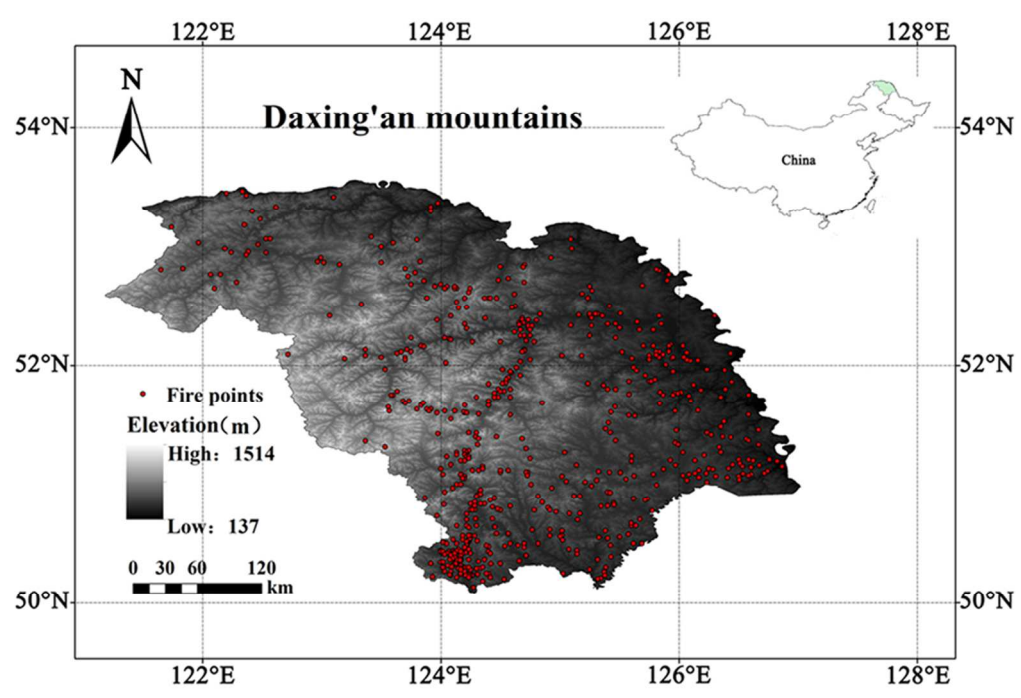 122°E 124°E 126°E 128°E
N
Daxing'an mountains
54°N 54°N
China
52°N 52°N
Fire points
Elevation（m）
High：1514
Low：137
0 30 60 120
km
50°N 50°N
122°E 124°E 126°E 128°E